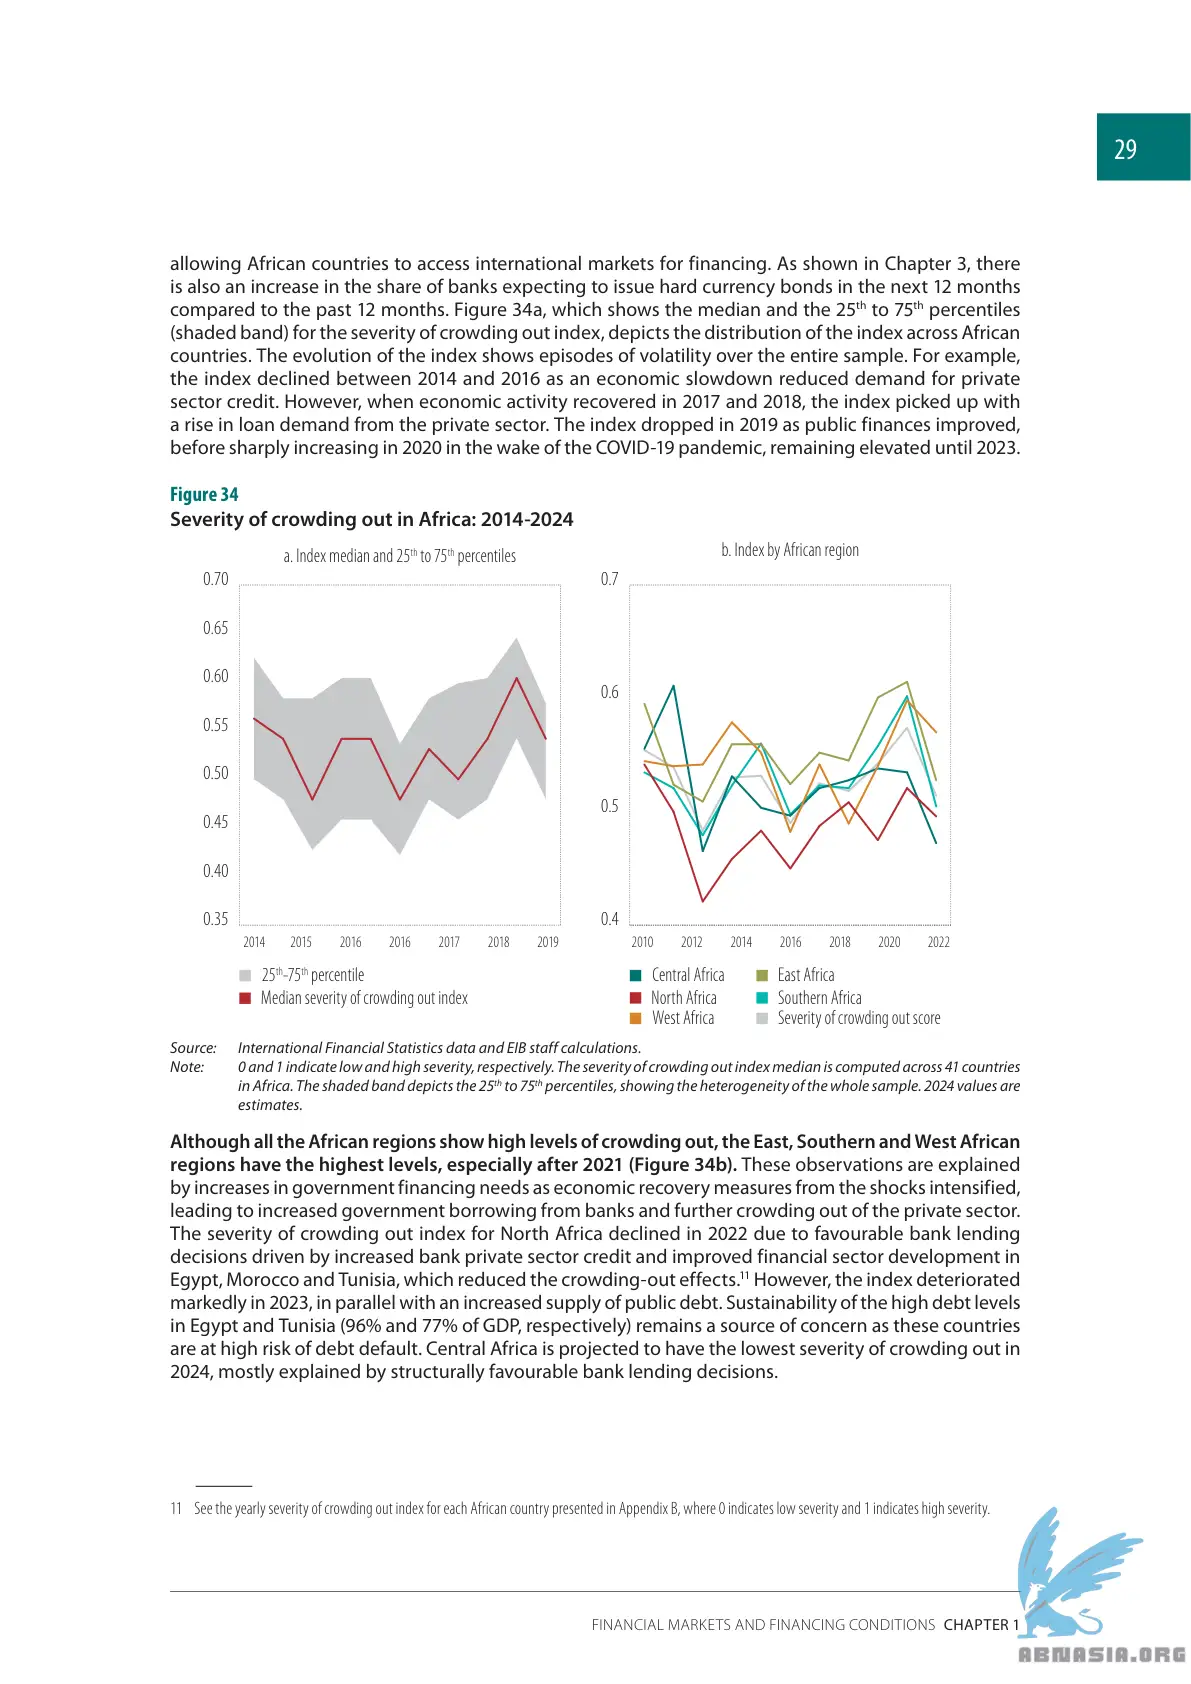 29
allowing African countries to access international markets for financing. As shown in Chapter 3, there
is also an increase in the share of banks expecting to issue hard currency bonds in the next 12 months
compared to the past 12 months. Figure 34a, which shows the median and the 25th to 75th percentiles
(shaded band) for the severity of crowding out index, depicts the distribution of the index across African
countries. The evolution of the index shows episodes of volatility over the entire sample. For example,
the index declined between 2014 and 2016 as an economic slowdown reduced demand for private
sector credit. However, when economic activity recovered in 2017 and 2018, the index picked up with
a rise in loan demand from the private sector. The index dropped in 2019 as public finances improved,
before sharply increasing in 2020 in the wake of the COVID-19 pandemic, remaining elevated until 2023.
Figure 34
Severity of crowding out in Africa: 2014-2024
a. Index median and 25th to 75th percentiles
0.70
0.65
0.60
0.55
0.50
0.45
0.40
0.35
2014 2015 2016 2016 2017 2018 2019
25th–75th percentile
Median severity of crowding out index
b. Index by African region
0.7
0.6
0.5
0.4
2010 2012 2014 2016 2018 2020 2022
Central Africa East Africa
North Africa Southern Africa
West Africa Severity of crowding out score
Source: International Financial Statistics data and EIB staff calculations.
Note: 0 and 1 indicate low and high severity, respectively. The severity of crowding out index median is computed across 41 countries
in Africa. The shaded band depicts the 25th to 75th percentiles, showing the heterogeneity of the whole sample. 2024 values are
estimates.
Although all the African regions show high levels of crowding out, the East, Southern and West African
regions have the highest levels, especially after 2021 (Figure 34b). These observations are explained
by increases in government financing needs as economic recovery measures from the shocks intensified,
leading to increased government borrowing from banks and further crowding out of the private sector.
The severity of crowding out index for North Africa declined in 2022 due to favourable bank lending
decisions driven by increased bank private sector credit and improved financial sector development in
Egypt, Morocco and Tunisia, which reduced the crowding-out effects.11 However, the index deteriorated
markedly in 2023, in parallel with an increased supply of public debt. Sustainability of the high debt levels
in Egypt and Tunisia (96% and 77% of GDP, respectively) remains a source of concern as these countries
are at high risk of debt default. Central Africa is projected to have the lowest severity of crowding out in
2024, mostly explained by structurally favourable bank lending decisions.
11 See the yearly severity of crowding out index for each African country presented in Appendix B, where 0 indicates low severity and 1 indicates high severity.
FINANCIAL MARKETS AND FINANCING CONDITIONS CHAPTER 1
ABNASIA.ORG